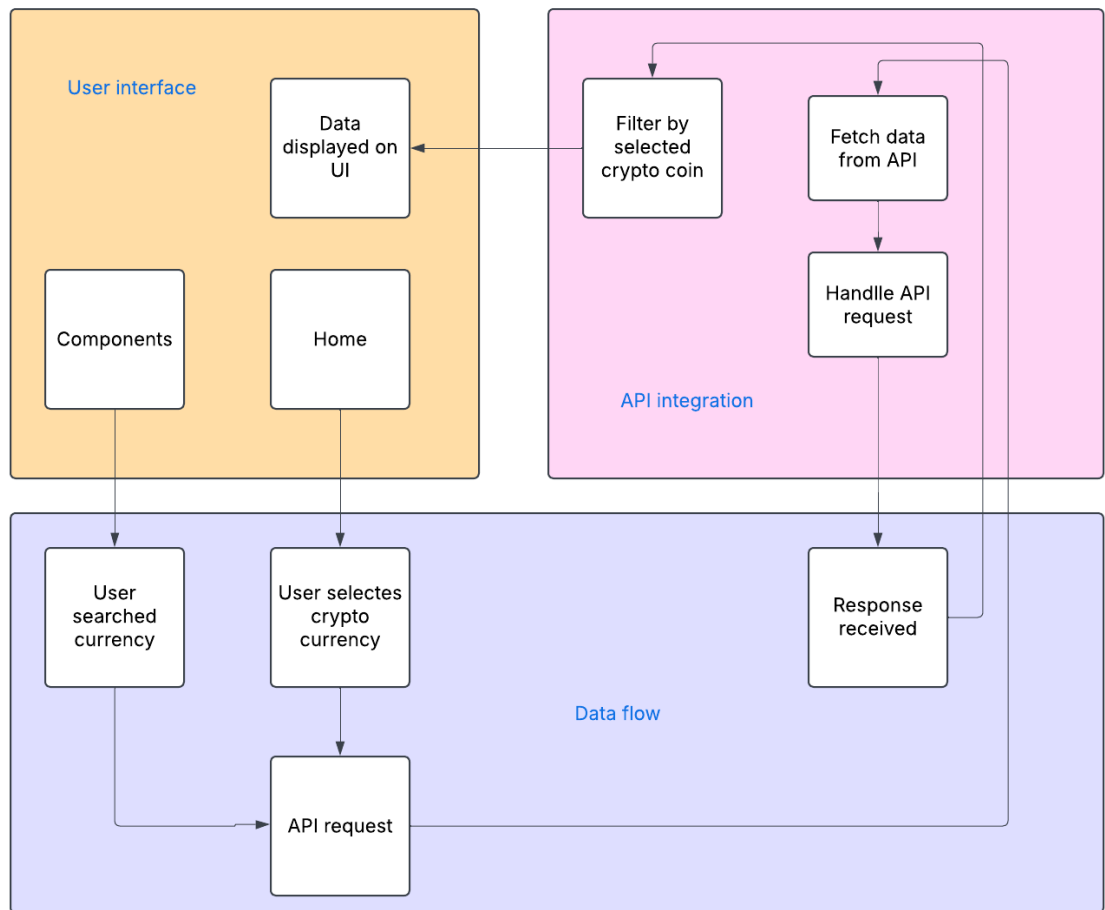 User interface
Data
displayed on
UI
Components
Home
Filter by
selected
crypto coin
Fetch data
from API
Handlle API
request
API integration
User
searched
currency
User selectes
crypto
currency
Response
received
Data flow
API request